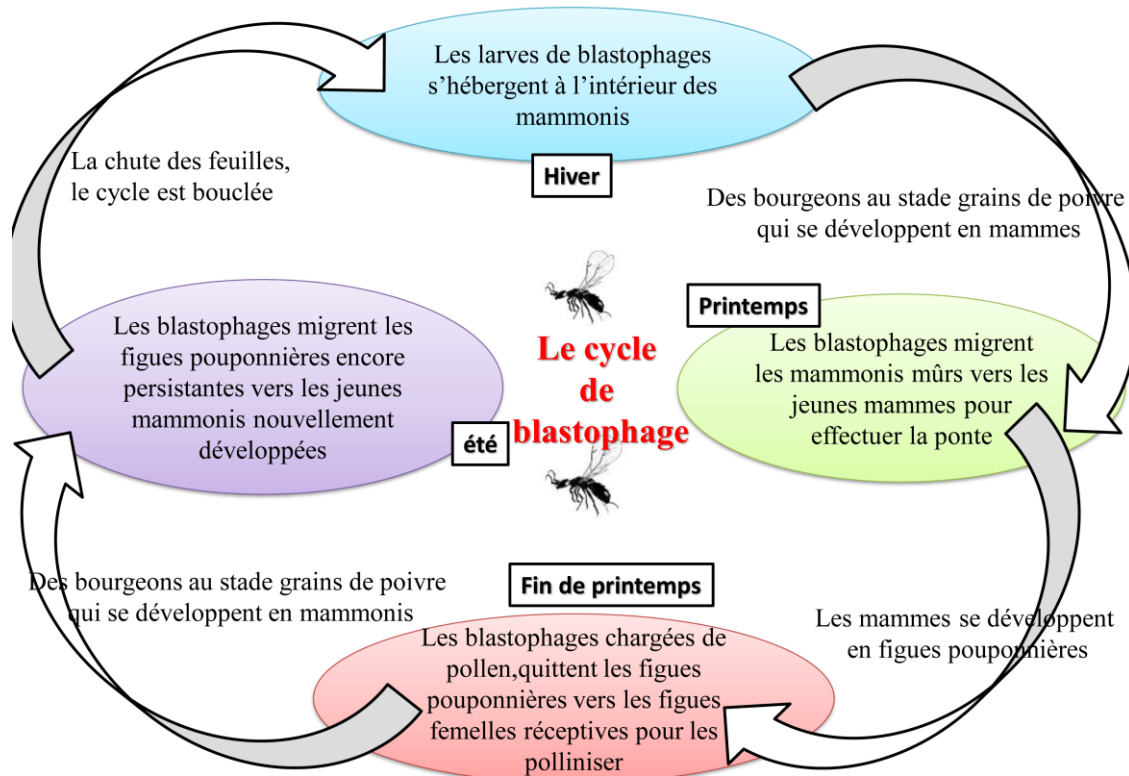 Les larves de blastophages
s'hébergent à l'intérieur des
mammonis
Hiver
La chute des feuilles,
le cycle est bouclée
Des bourgeons au stade grains de poivre
qui se développent en mammes
Printemps
Les blastophages migrent
les mammonis mûrs vers les
jeunes mammes pour
effectuer la ponte
Les blastophages migrent les
figues pouponnières encore
persistantes vers les jeunes
mammonis nouvellement
développées
été
Le cycle
de
blastophage
Des bourgeons au stade grains de poivre
qui se développent en mammonis
Fin de printemps
Les mammes se développent
en figues pouponnières
Les blastophages chargées de
pollen,quittent les figues
pouponnières vers les figues
femelles réceptives pour les
polliniser